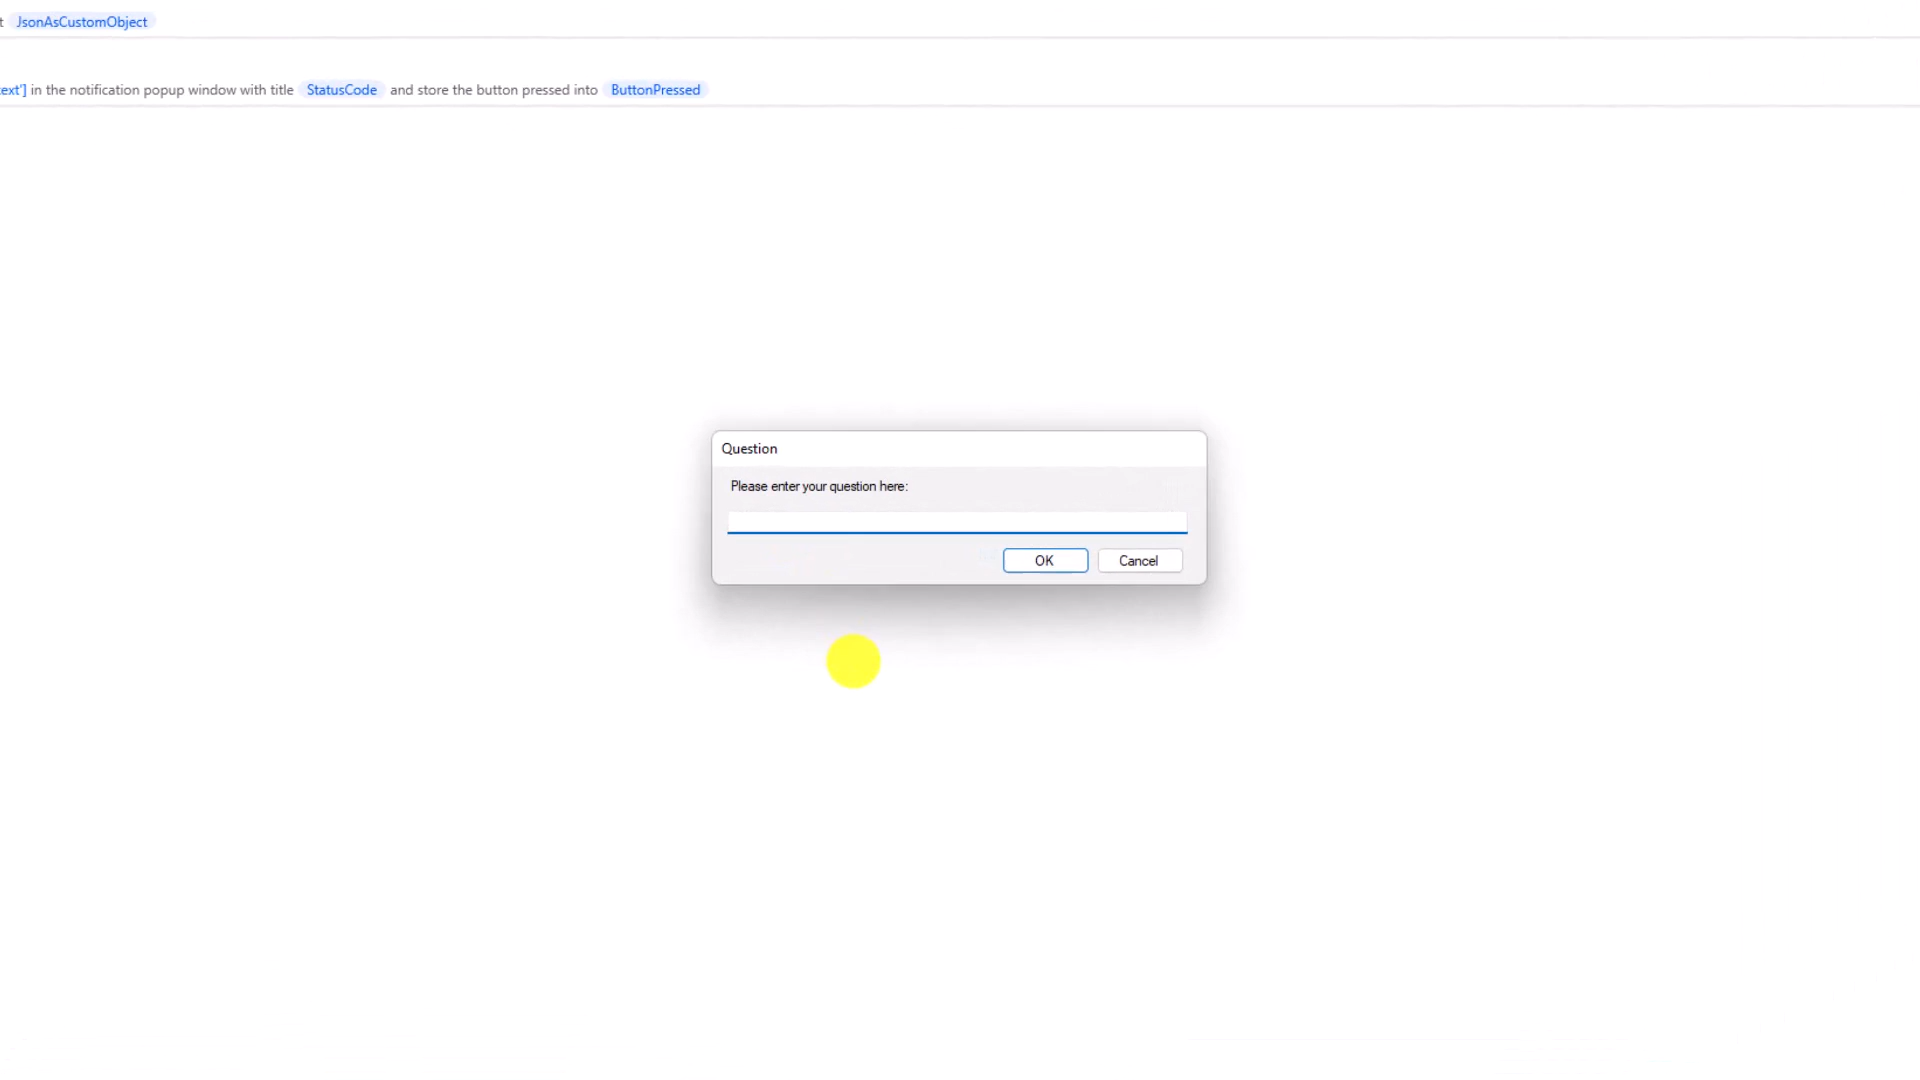 t JsonAsCustomObject
ext'] in the notification popup window with title StatusCode and store the button pressed into ButtonPressed
Question
Please enter your question here:
OK Cancel